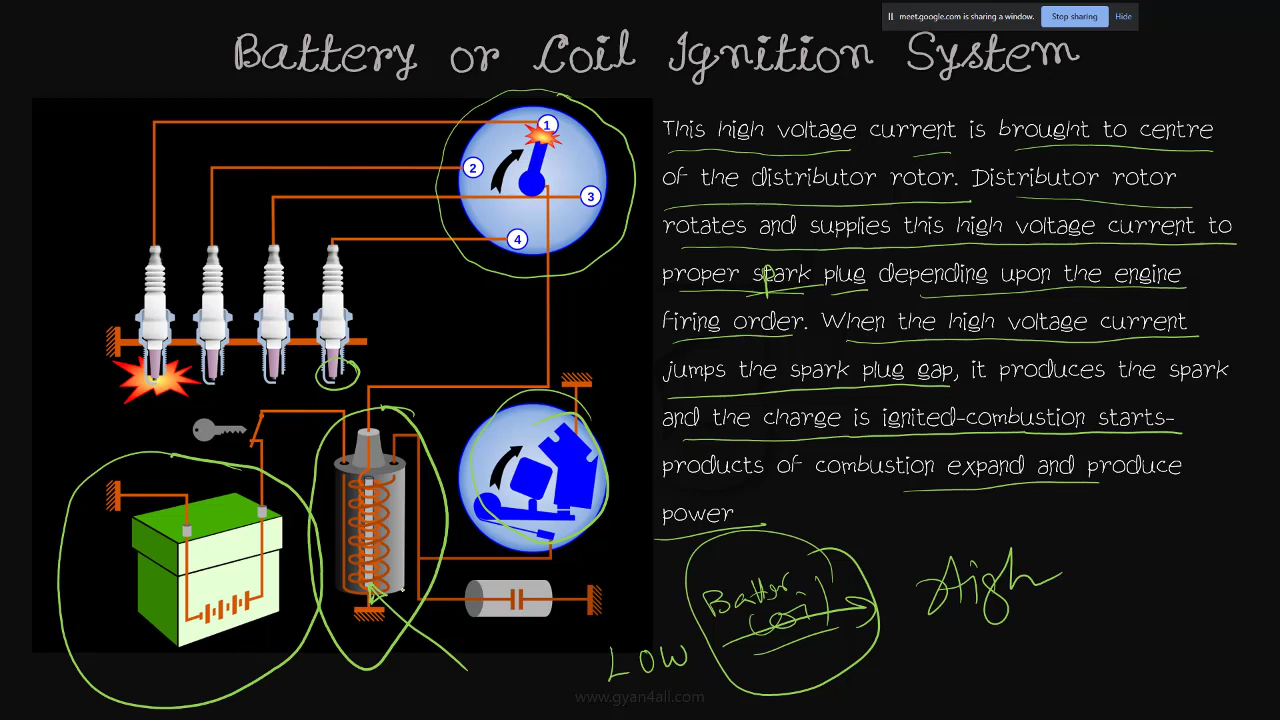 meet.google.com is sharing a window. Stop sharing Hide
Battery or Coil Ignition System
This high voltage current is brought to centre
of the distributor rotor. Distributor rotor
rotates and supplies this high voltage current to
proper spark plug depending upon the engine
firing order. When the high voltage current
jumps the spark plug gap, it produces the spark
and the charge is ignited-combustion starts-
products of combustion expand and produce
power
1
2
3
4
Batter
coil
High
Low
www.gyan4all.com